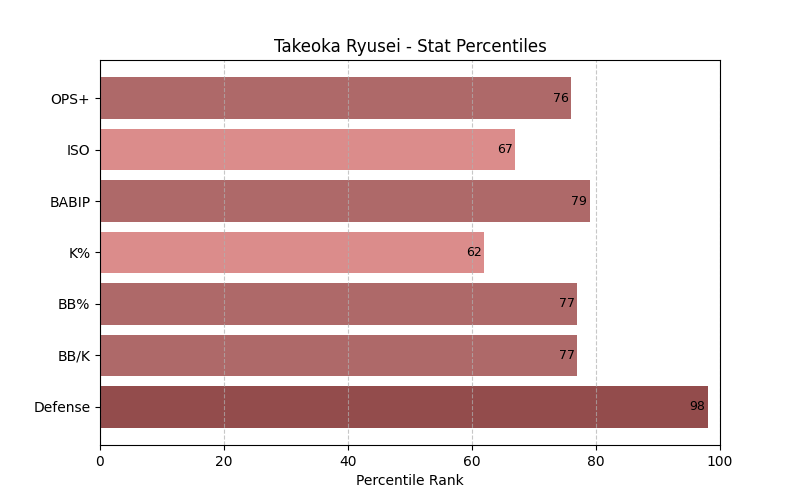 Takeoka Ryusei - Stat Percentiles
OPS+ 76
ISO 67
BABIP 79
K% 62
BB% 77
BB/K 77
Defense 98
0 20 40 60 80 100
Percentile Rank